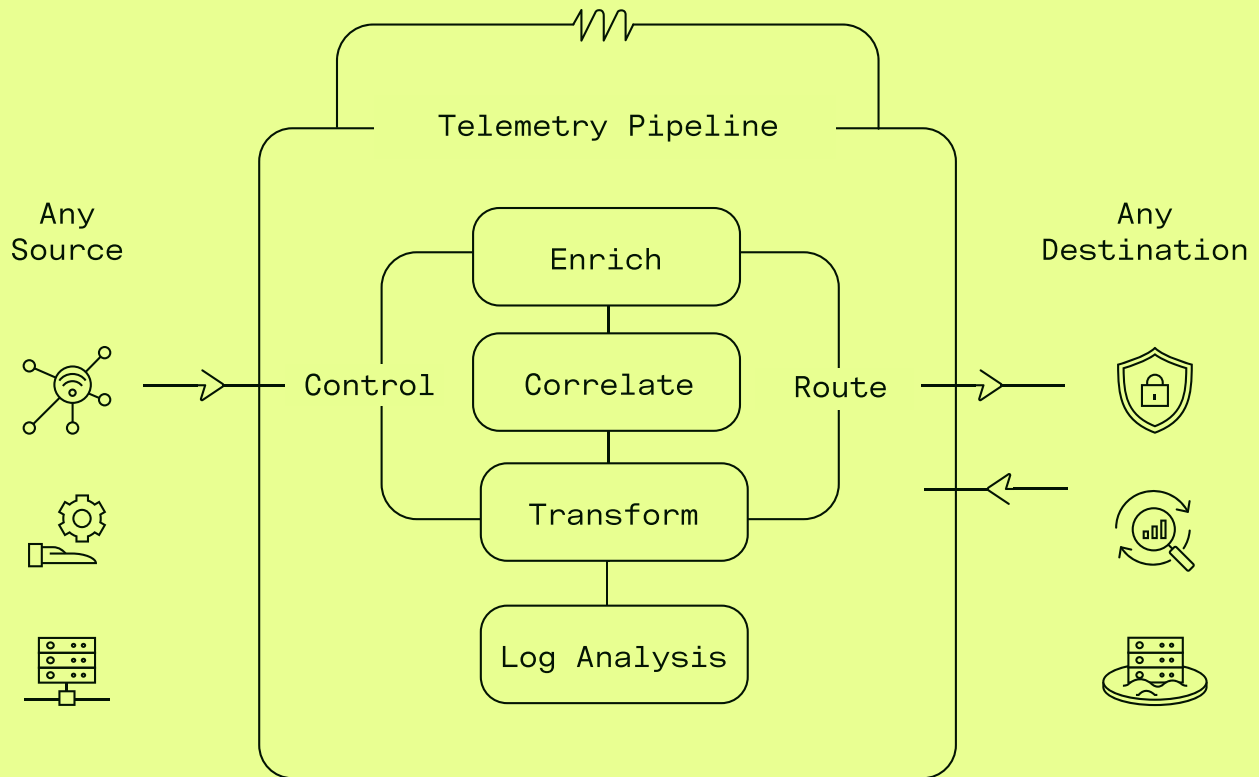 Telemetry Pipeline
Any
Source
Any
Destination
Enrich
Control
Correlate
Route
Transform
Log Analysis